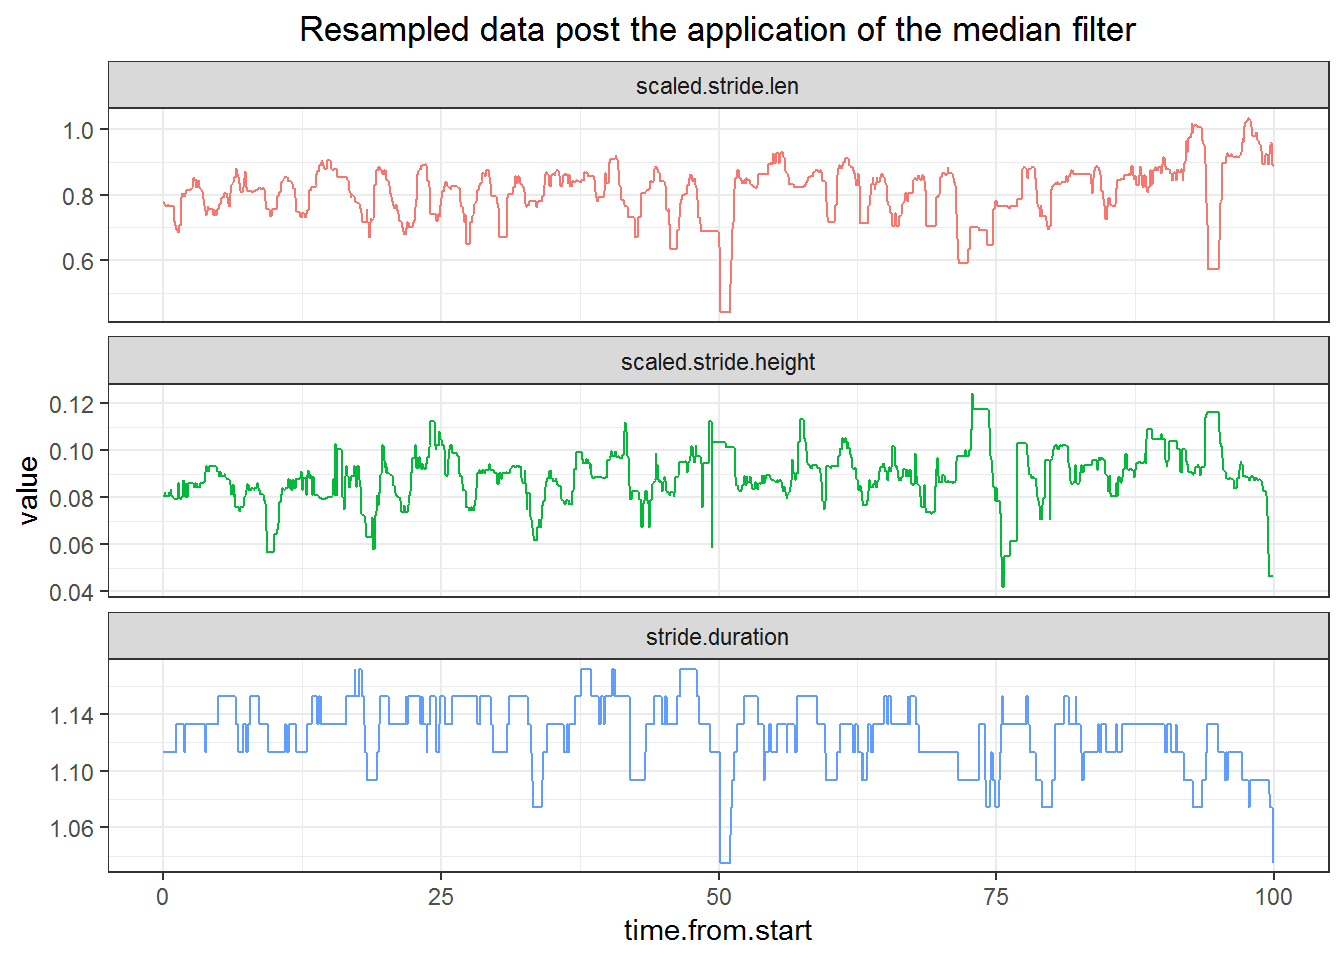 Resampled data post the application of the median filter
scaled.stride.len
1.0
0.8
0.6
scaled.stride.height
0.12
0.10
0.08
0.06
0.04
value
stride.duration
1.14
1.10
1.06
0 25 50 75 100
time.from.start